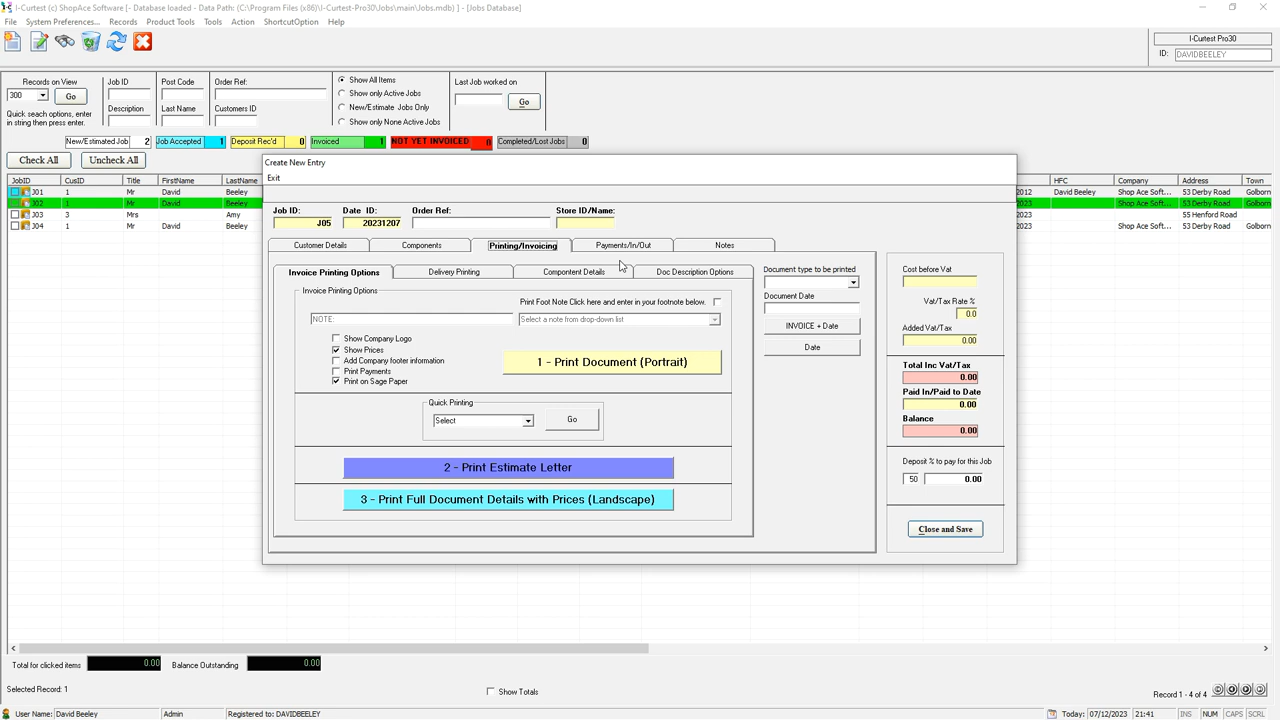 I-Curtest (c) ShopAce Software [ - Database loaded - Data Path: (C:\Program Files (x86)\I-Curtest-Pro30\Jobs\main\Jobs.mdb) ] - [Jobs Database]
File System Preferences... Records Product Tools Tools Action ShortcutOption Help
I-Curtest Pro30
ID: DAVIDBEELEY
Records on View Job ID Post Code Order Ref: Show All Items Last Job worked on
300 Go Show only Active Jobs Go
Quick seach options, enter in string then press enter. Description Last Name Customers ID New/Estimate Jobs Only
Show only None Active Jobs
New/Estimated Job 2 Job Accepted 1 Deposit Rec'd 0 Invoiced 1 NOT YET INVOICED 0 Completed/Lost Jobs 0
Check All Uncheck All
JobID CusID Title FirstName LastName HFC Company Address Town
J01 1 Mr David Beeley 2012 David Beeley Shop Ace Soft... 53 Derby Road Golborn
J02 1 Mr David Beeley 2023 Shop Ace Soft... 53 Derby Road Golborn
J03 3 Mrs Amy 2023 55 Henford Road
J04 1 Mr David Beeley 2023 Shop Ace Soft... 53 Derby Road Golborn
Create New Entry
Exit
Job ID: Date ID: Order Ref: Store ID/Name:
J05 20231207
Customer Details Components Printing/Invoicing Payments/In/Out Notes
Invoice Printing Options Delivery Printing Compontent Details Doc Description Options
Invoice Printing Options
Print Foot Note Click here and enter in your footnote below.
NOTE: Select a note from drop-down list
Show Company Logo
Show Prices
Add Company footer information
Print Payments
Print on Sage Paper
1 - Print Document (Portrait)
Quick Printing
Select Go
2 - Print Estimate Letter
3 - Print Full Document Details with Prices (Landscape)
Document type to be printed
Document Date
INVOICE + Date
Date
Cost before Vat
Vat/Tax Rate %
0.0
Added Vat/Tax
0.00
Total Inc Vat/Tax
0.00
Paid In/Paid to Date
0.00
Balance
0.00
Deposit % to pay for this Job
50 0.00
Close and Save
Total for clicked items 0.00 Balance Outstanding 0.00
Selected Record: 1 Show Totals Record 1 - 4 of 4
User Name: David Beeley Admin Registered to: DAVIDBEELEY Today: 07/12/2023 21:41 INS NUM CAPS SCRL